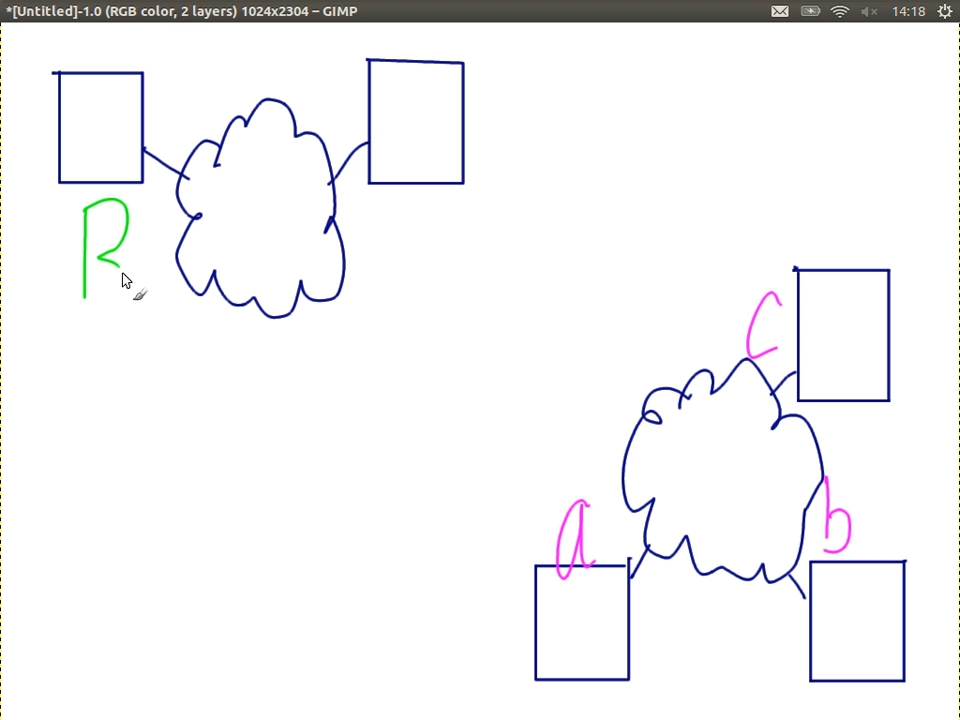 *[Untitled]-1.0 (RGB color, 2 layers) 1024x2304 – GIMP
14:18
R
C
a
b